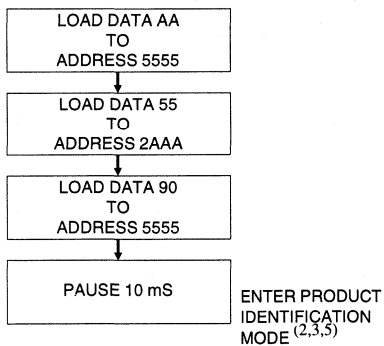 LOAD DATA AA
TO
ADDRESS 5555
LOAD DATA 55
TO
ADDRESS 2AAA
LOAD DATA 90
TO
ADDRESS 5555
PAUSE 10 mS
ENTER PRODUCT
IDENTIFICATION
MODE (2,3,5)